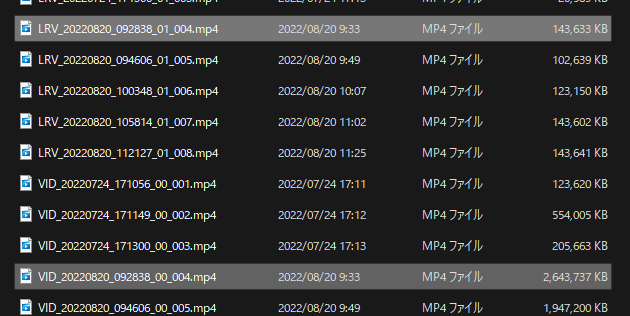 LRV_20220820_092838_01_004.mp4 2022/08/20 9:33 MP4 ファイル 143,633 KB
LRV_20220820_094606_01_005.mp4 2022/08/20 9:49 MP4 ファイル 102,639 KB
LRV_20220820_100348_01_006.mp4 2022/08/20 10:07 MP4 ファイル 123,150 KB
LRV_20220820_105814_01_007.mp4 2022/08/20 11:02 MP4 ファイル 143,602 KB
LRV_20220820_112127_01_008.mp4 2022/08/20 11:25 MP4 ファイル 143,641 KB
VID_20220724_171056_00_001.mp4 2022/07/24 17:11 MP4 ファイル 123,620 KB
VID_20220724_171149_00_002.mp4 2022/07/24 17:12 MP4 ファイル 554,005 KB
VID_20220724_171300_00_003.mp4 2022/07/24 17:13 MP4 ファイル 205,663 KB
VID_20220820_092838_00_004.mp4 2022/08/20 9:33 MP4 ファイル 2,643,737 KB
VID_20220820_094606_00_005.mp4 2022/08/20 9:49 MP4 ファイル 1,947,200 KB